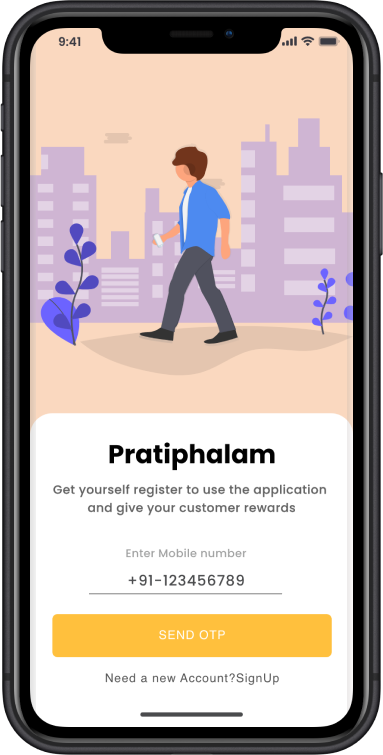 9:41
Pratiphalam
Get yourself register to use the application
and give your customer rewards
Enter Mobile number
+91-123456789
SEND OTP
Need a new Account?SignUp